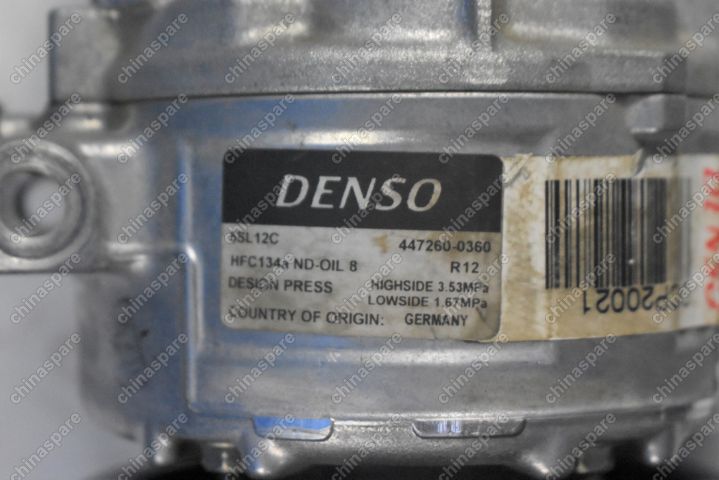 DENSO
6SL12C 447260-0360
HFC134a ND-OIL 8 R12
DESIGN PRESS HIGHSIDE 3.53MPa
LOWSIDE 1.67MPa
COUNTRY OF ORIGIN: GERMANY
P20021
chinaspare